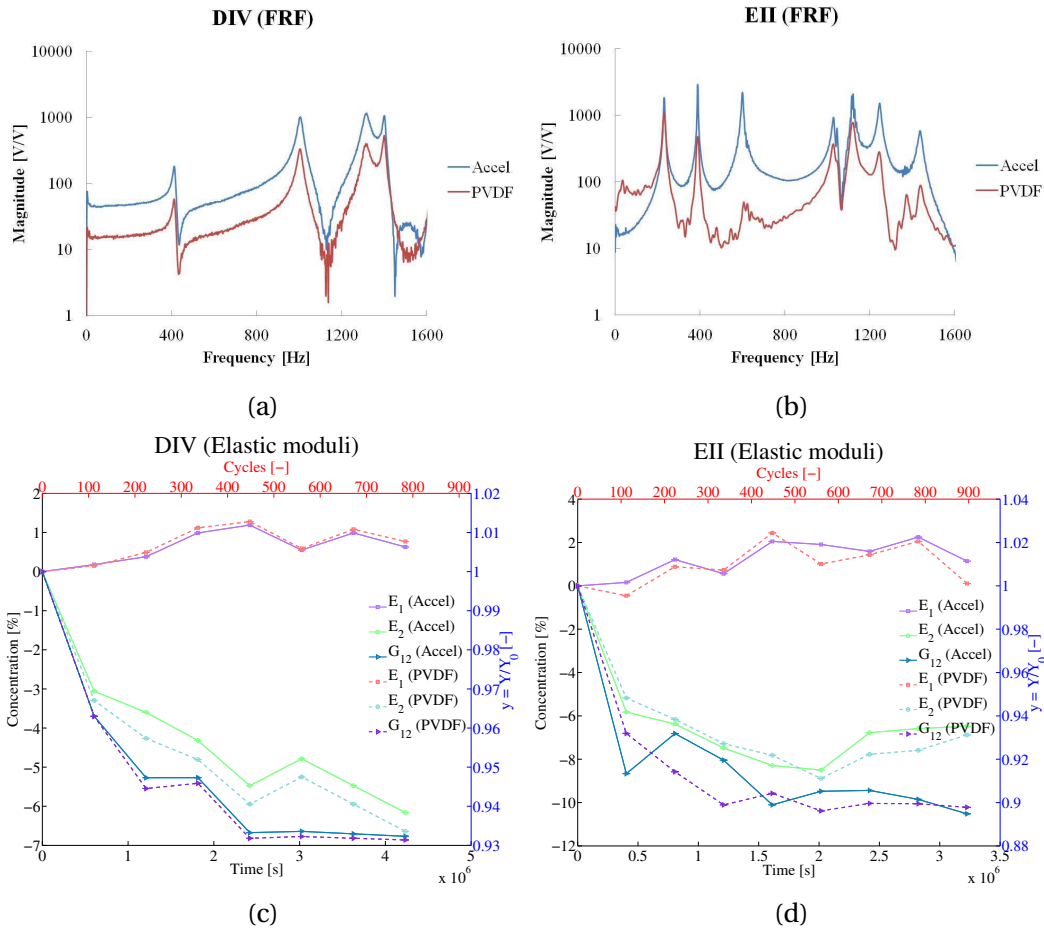 DIV (FRF)
10000
1000
100
10
1
Magnitude [V/V]
0
400
800
1200
1600
Frequency [Hz]
Accel
PVDF
(a)
EII (FRF)
10000
1000
100
10
1
Magnitude [V/V]
0
400
800
1200
1600
Frequency [Hz]
Accel
PVDF
(b)
DIV (Elastic moduli)
Cycles [-]
0 100 200 300 400 500 600 700 800 900
2
1
0
-1
-2
-3
-4
-5
-6
-7
Concentration [%]
1.02
1.01
1
0.99
0.98
0.97
0.96
0.95
0.94
0.93
y = Y/Y0 [-]
E1 (Accel)
E2 (Accel)
G12 (Accel)
E1 (PVDF)
E2 (PVDF)
G12 (PVDF)
0 1 2 3 4 5
Time [s]
x 10^6
(c)
EII (Elastic moduli)
Cycles [-]
0 100 200 300 400 500 600 700 800 900
4
2
0
-2
-4
-6
-8
-10
-12
Concentration [%]
1.04
1.02
1
0.98
0.96
0.94
0.92
0.9
0.88
y = Y/Y0 [-]
E1 (Accel)
E2 (Accel)
G12 (Accel)
E1 (PVDF)
E2 (PVDF)
G12 (PVDF)
0 0.5 1 1.5 2 2.5 3 3.5
Time [s]
x 10^6
(d)